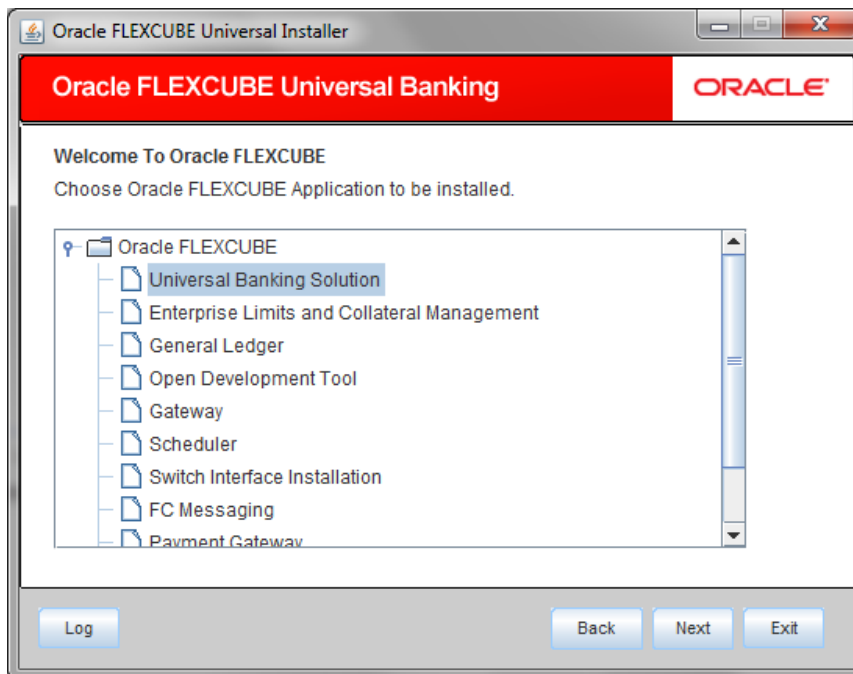 Oracle FLEXCUBE Universal Installer
Oracle FLEXCUBE Universal Banking
ORACLE
Welcome To Oracle FLEXCUBE
Choose Oracle FLEXCUBE Application to be installed.
Oracle FLEXCUBE
Universal Banking Solution
Enterprise Limits and Collateral Management
General Ledger
Open Development Tool
Gateway
Scheduler
Switch Interface Installation
FC Messaging
Payment Gateway
Log
Back
Next
Exit